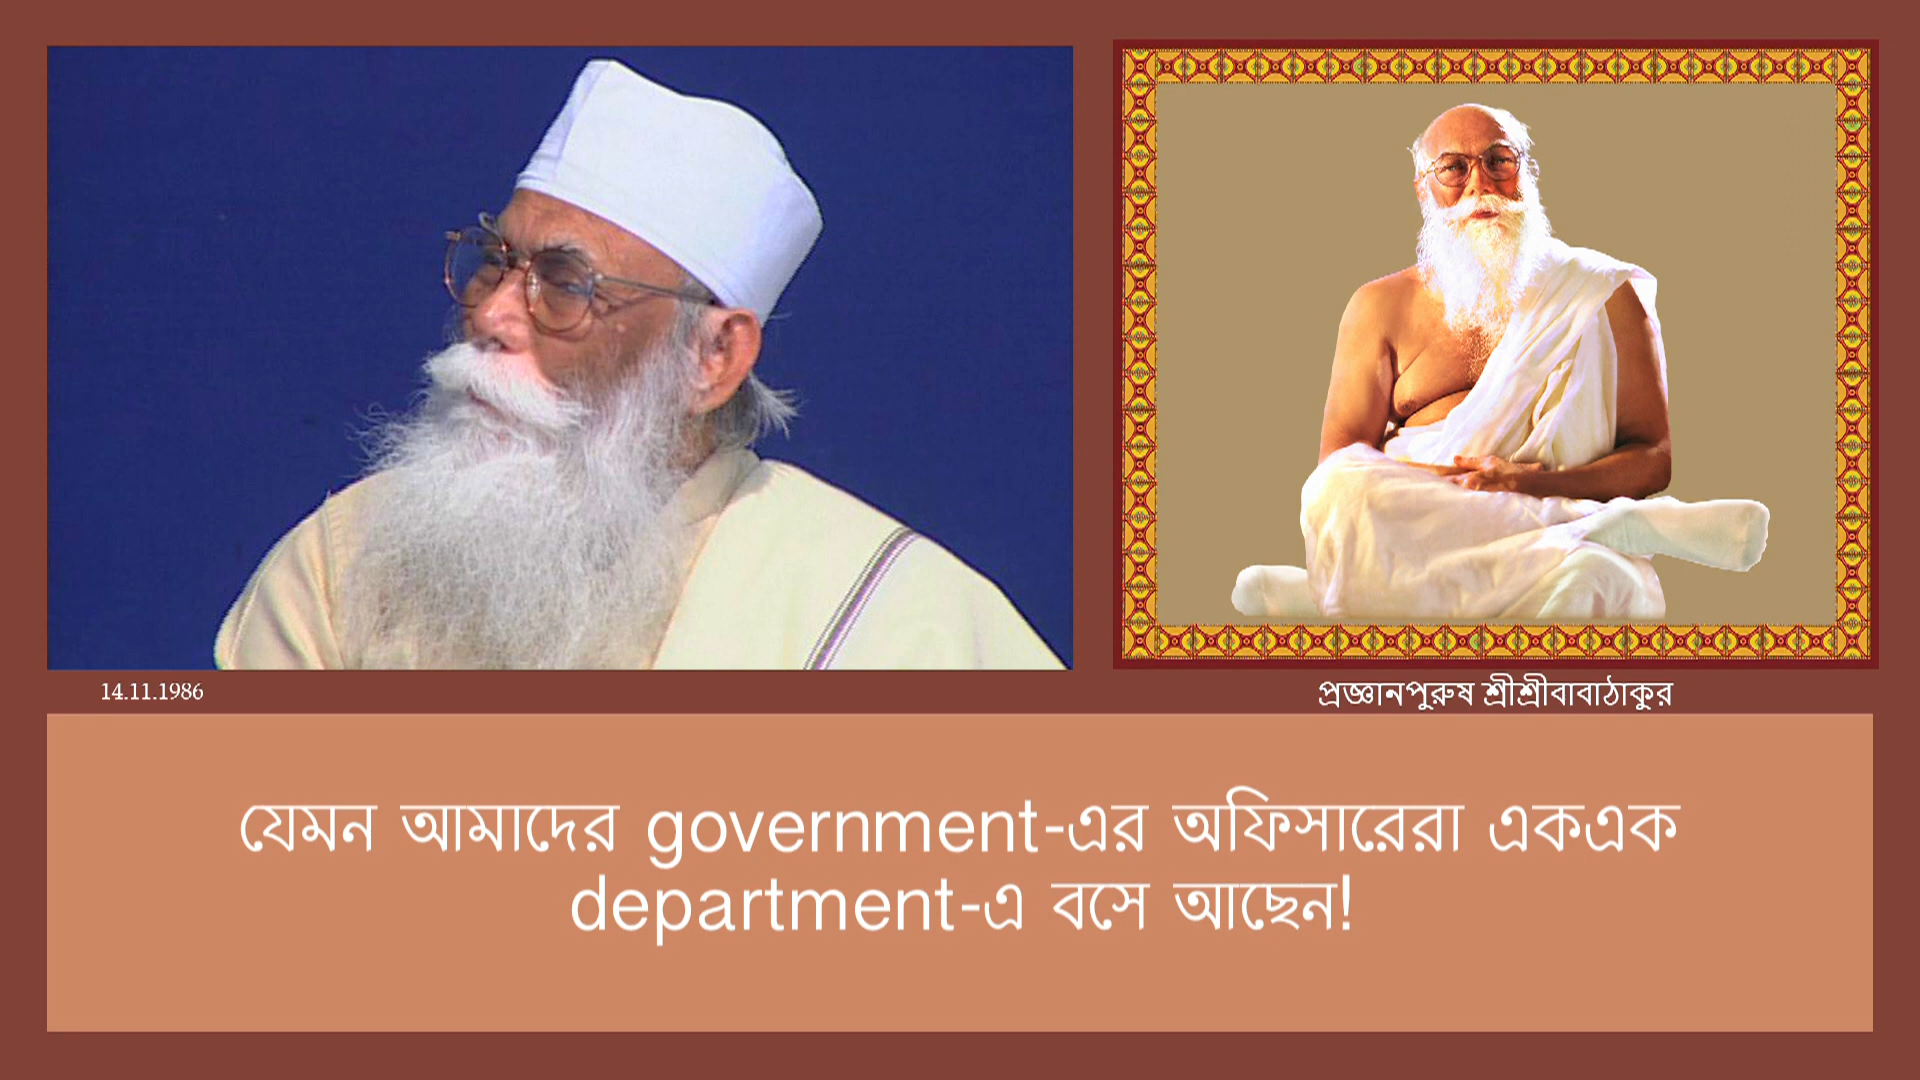 14.11.1986
প্রজ্ঞানপুরুষ শ্রীশ্রীবাবাঠাকুর
যেমন আমাদের government-এর অফিসারেরা একএক
department-এ বসে আছেন!